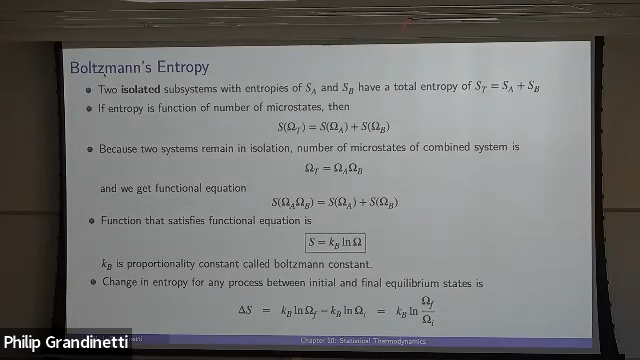 Boltzmann's Entropy
Two isolated subsystems with entropies of S_A and S_B have a total entropy of S_T = S_A + S_B
If entropy is function of number of microstates, then
S(Ω_T) = S(Ω_A) + S(Ω_B)
Because two systems remain in isolation, number of microstates of combined system is
Ω_T = Ω_AΩ_B
and we get functional equation
S(Ω_AΩ_B) = S(Ω_A) + S(Ω_B)
Function that satisfies functional equation is
S = k_B ln Ω
k_B is proportionality constant called boltzmann constant.
Change in entropy for any process between initial and final equilibrium states is
ΔS = k_B ln Ω_f − k_B ln Ω_i = k_B ln Ω_f/Ω_i
Philip Grandinetti
Chapter 10: Statistical Thermodynamics